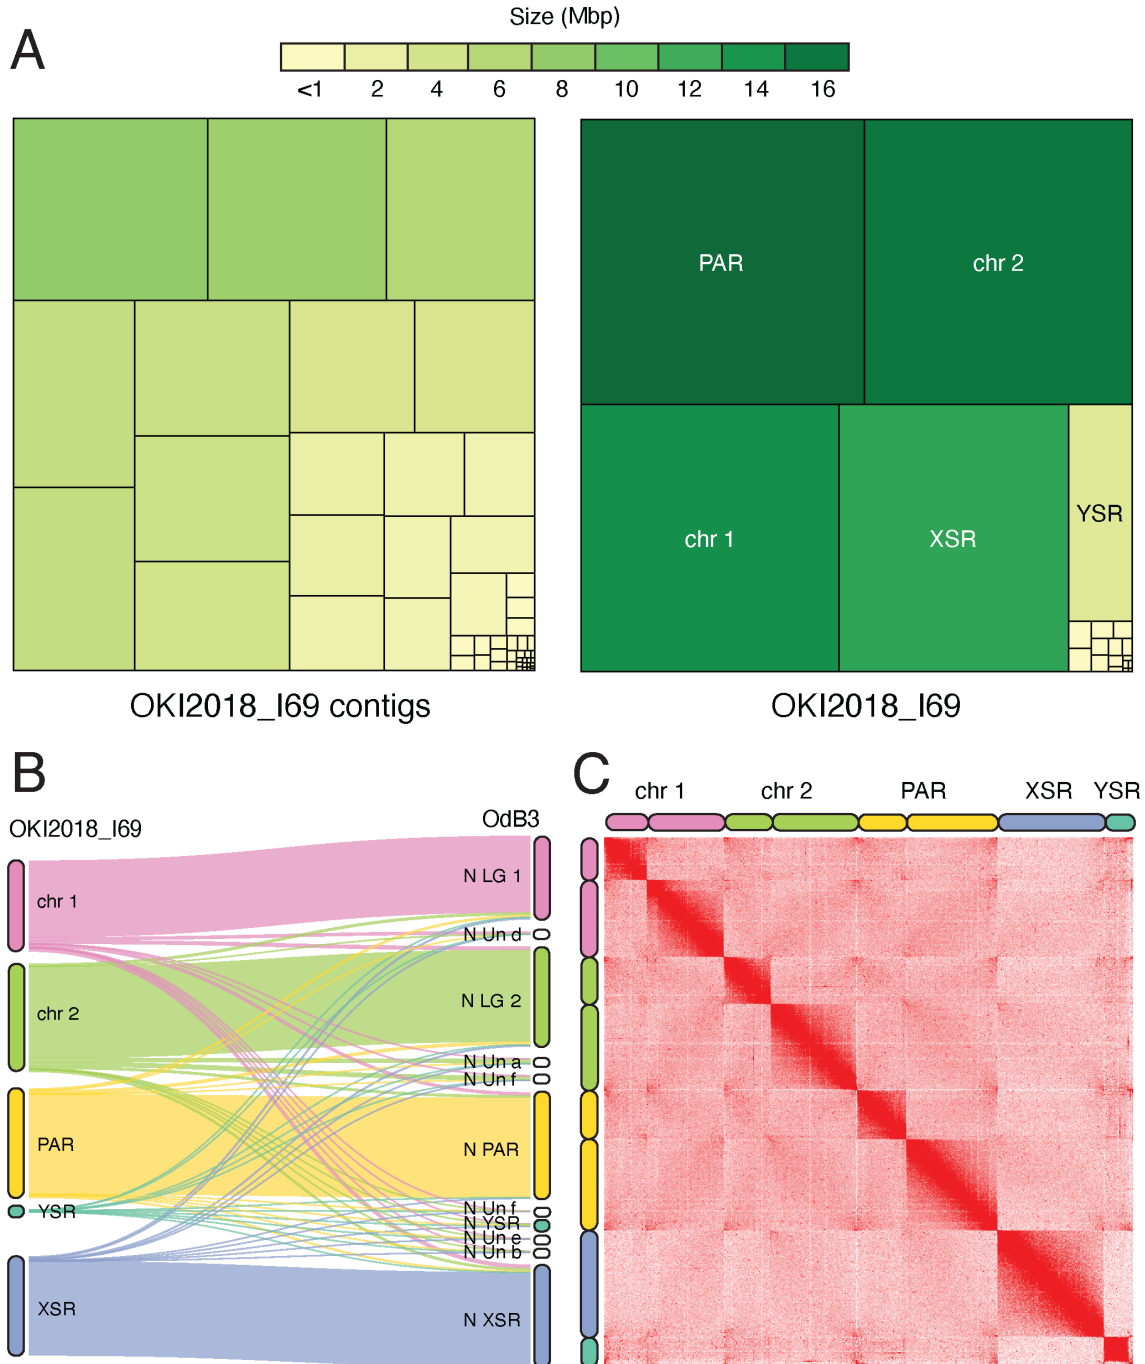 A
Size (Mbp)
<1 2 4 6 8 10 12 14 16
PAR
chr 2
chr 1
XSR
YSR
OKI2018_I69 contigs
OKI2018_I69
B
OKI2018_I69
OdB3
chr 1
chr 2
PAR
YSR
XSR
N LG 1
N Un d
N LG 2
N Un a
N Un f
N PAR
N Un f
N YSR
N Un e
N Un b
N XSR
C
chr 1 chr 2 PAR XSR YSR